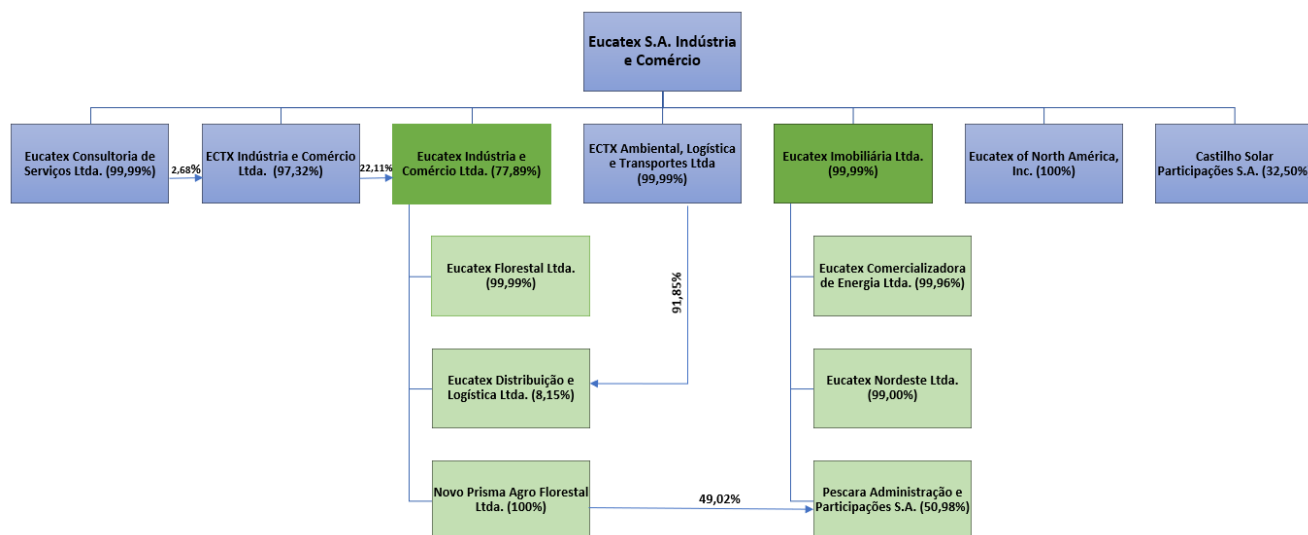 Eucatex S.A. Indústria
e Comércio
Eucatex Consultoria de
Serviços Ltda. (99,99%)
2,68%
ECTX Indústria e Comércio
Ltda. (97,32%)
22,11%
Eucatex Indústria e
Comércio Ltda. (77,89%)
ECTX Ambiental, Logística
e Transportes Ltda
(99,99%)
Eucatex Imobiliária Ltda.
(99,99%)
Eucatex of North América,
Inc. (100%)
Castilho Solar
Participações S.A. (32,50%
Eucatex Florestal Ltda.
(99,99%)
91,85%
Eucatex Comercializadora
de Energia Ltda. (99,96%)
Eucatex Distribuição e
Logística Ltda. (8,15%)
Eucatex Nordeste Ltda.
(99,00%)
Novo Prisma Agro Florestal
Ltda. (100%)
49,02%
Pescara Administração e
Participações S.A. (50,98%)